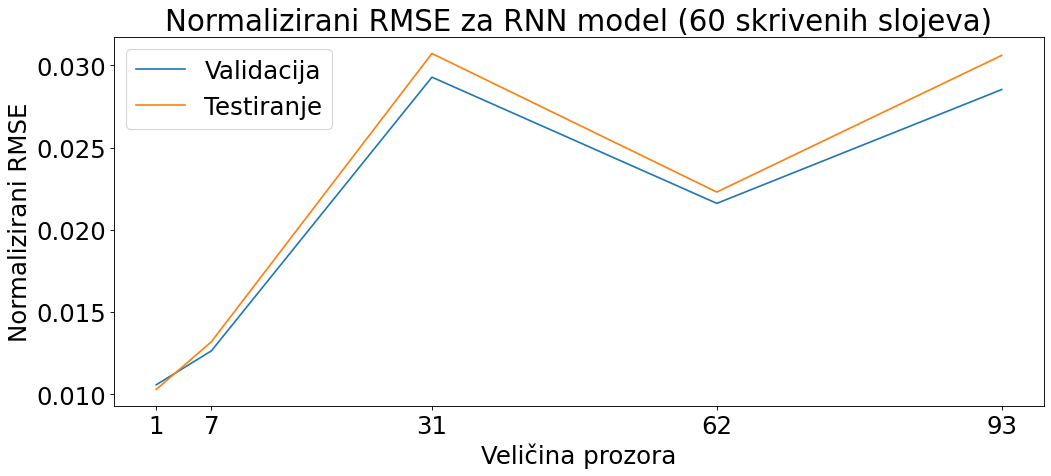 Normalizirani RMSE za RNN model (60 skrivenih slojeva)
Validacija
Testiranje
Normalizirani RMSE
0.030
0.025
0.020
0.015
0.010
1 7 31 62 93
Veličina prozora